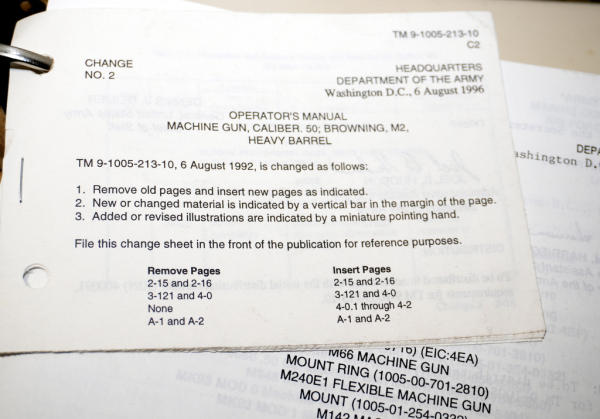 TM 9-1005-213-10
C2
CHANGE
NO. 2
HEADQUARTERS
DEPARTMENT OF THE ARMY
Washington D.C., 6 August 1996
OPERATOR'S MANUAL
MACHINE GUN, CALIBER. 50; BROWNING, M2,
HEAVY BARREL
TM 9-1005-213-10, 6 August 1992, is changed as follows:
1. Remove old pages and insert new pages as indicated.
2. New or changed material is indicated by a vertical bar in the margin of the page.
3. Added or revised illustrations are indicated by a miniature pointing hand.
File this change sheet in the front of the publication for reference purposes.
Remove Pages Insert Pages
2-15 and 2-16 2-15 and 2-16
3-121 and 4-0 3-121 and 4-0
None 4-0.1 through 4-2
A-1 and A-2 A-1 and A-2
DEPA
ashington D.
(EIC:4EA)
M66 MACHINE GUN
MOUNT RING (1005-00-701-2810)
M240E1 FLEXIBLE MACHINE GUN
MOUNT (1005-01-254-
M142 MA